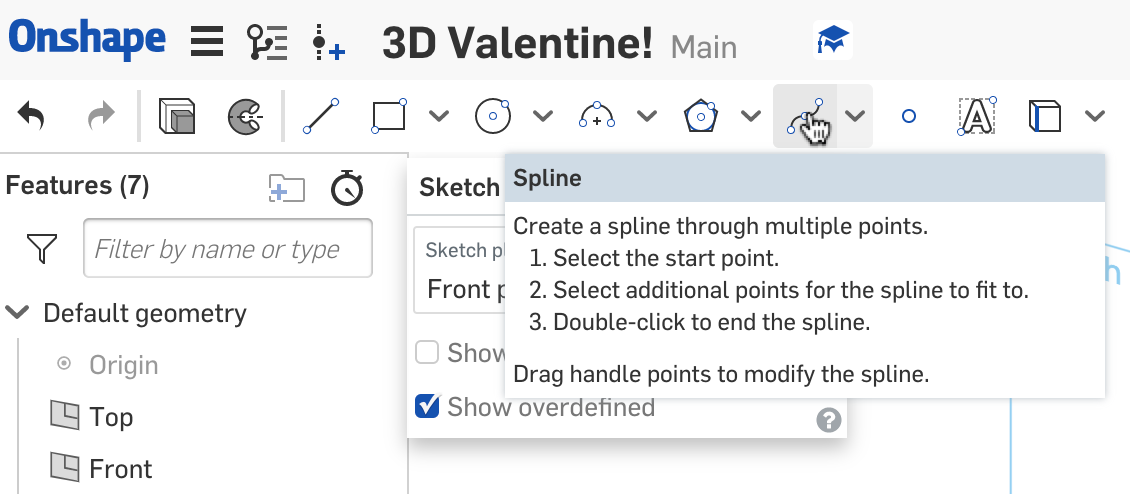 Onshape 3D Valentine! Main
A
Features (7)
Filter by name or type
Default geometry
Origin
Top
Front
Sketch
Sketch
Front
Show
Show overdefined
?
Spline
Create a spline through multiple points.
1. Select the start point.
2. Select additional points for the spline to fit to.
3. Double-click to end the spline.
Drag handle points to modify the spline.